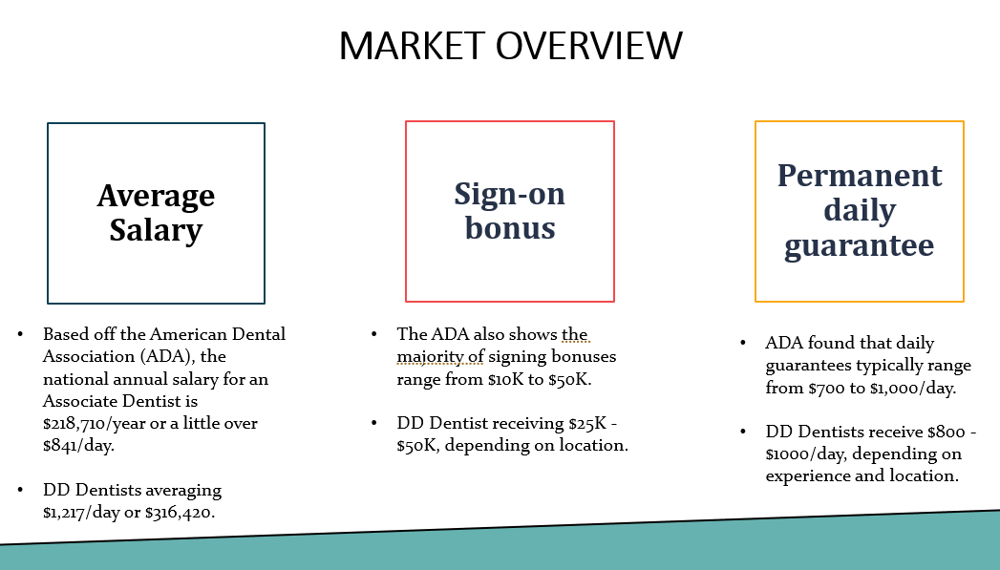 MARKET OVERVIEW
Average
Salary
• Based off the American Dental
Association (ADA), the
national annual salary for an
Associate Dentist is
$218,710/year or a little over
$841/day.
• DD Dentists averaging
$1,217/day or $316,420.
Sign-on
bonus
• The ADA also shows the
majority of signing bonuses
range from $10K to $50K.
• DD Dentist receiving $25K -
$50K, depending on location.
Permanent
daily
guarantee
• ADA found that daily
guarantees typically range
from $700 to $1,000/day.
• DD Dentists receive $800 -
$1000/day, depending on
experience and location.